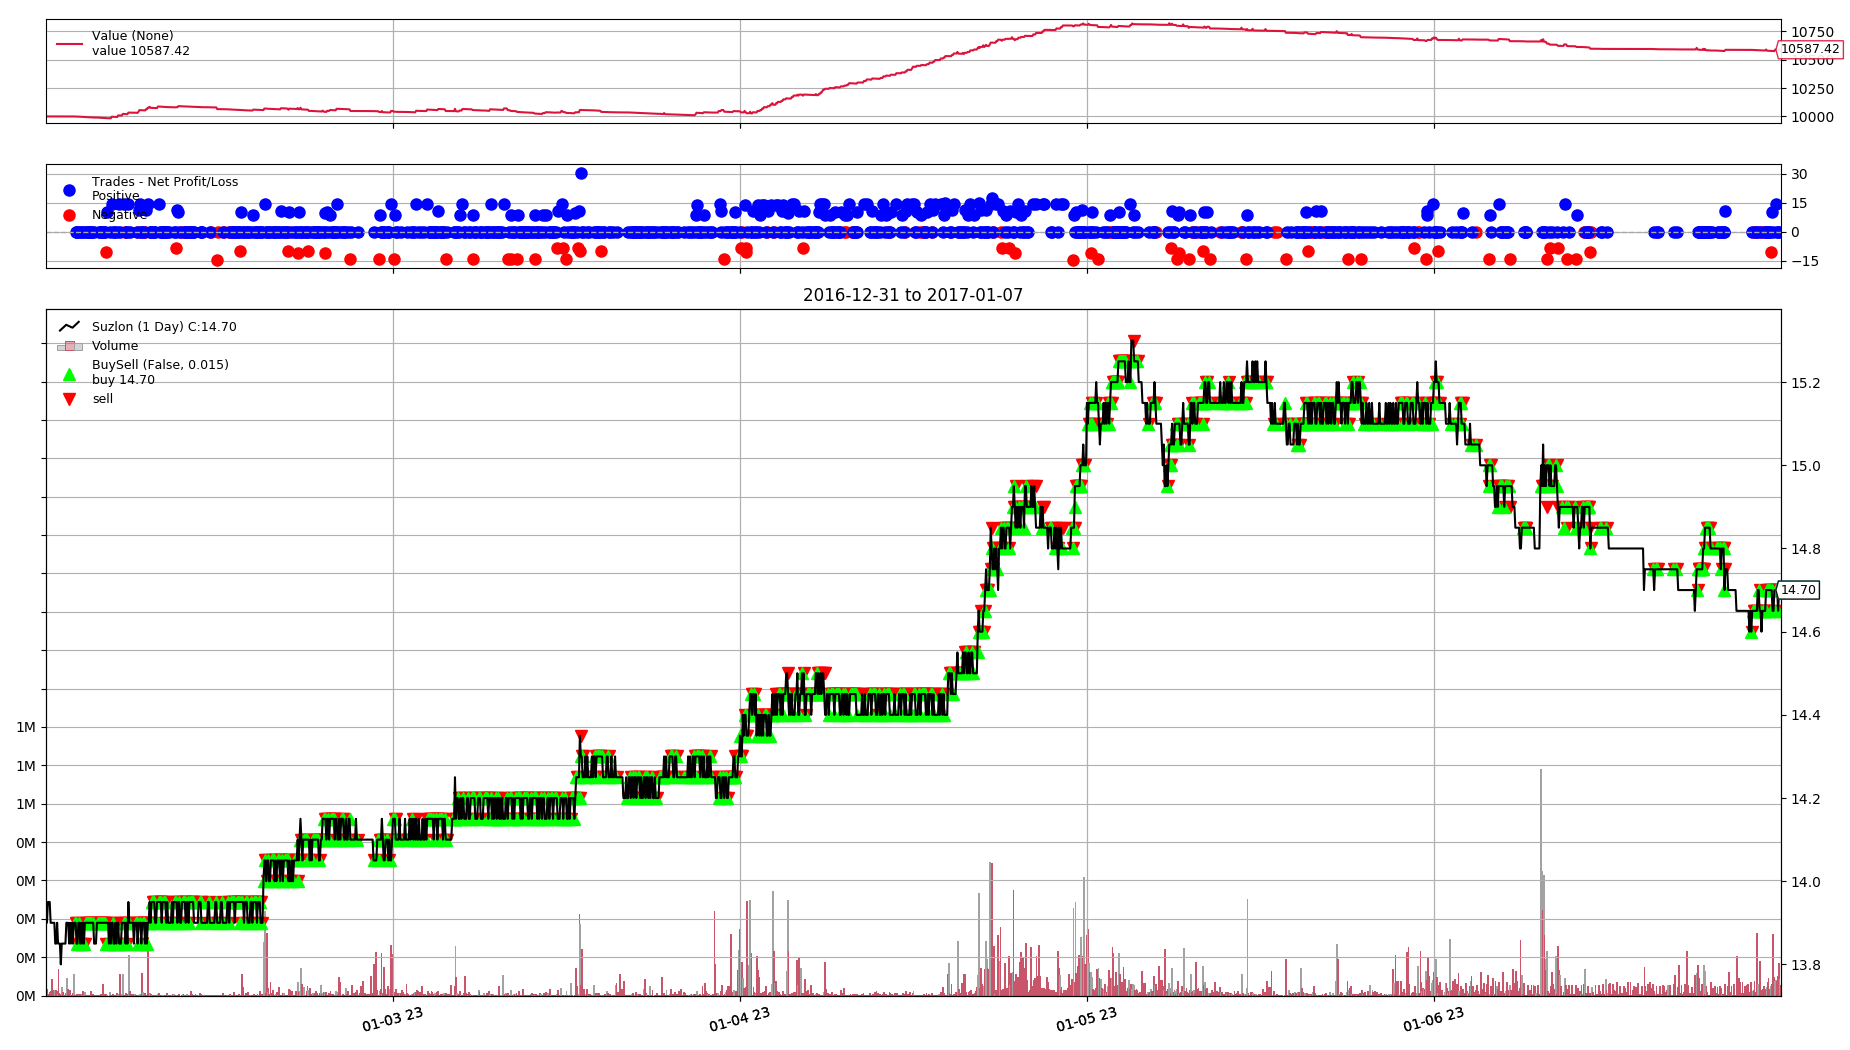 Value (None)
value 10587.42
10750
10587.42
10500
10250
10000
Trades - Net Profit/Loss
Positive
Negative
30
15
0
−15
2016-12-31 to 2017-01-07
Suzlon (1 Day) C:14.70
Volume
BuySell (False, 0.015)
buy 14.70
sell
1M
1M
1M
0M
0M
0M
0M
0M
15.2
15.0
14.8
14.70
14.6
14.4
14.2
14.0
13.8
01-03 23
01-04 23
01-05 23
01-06 23